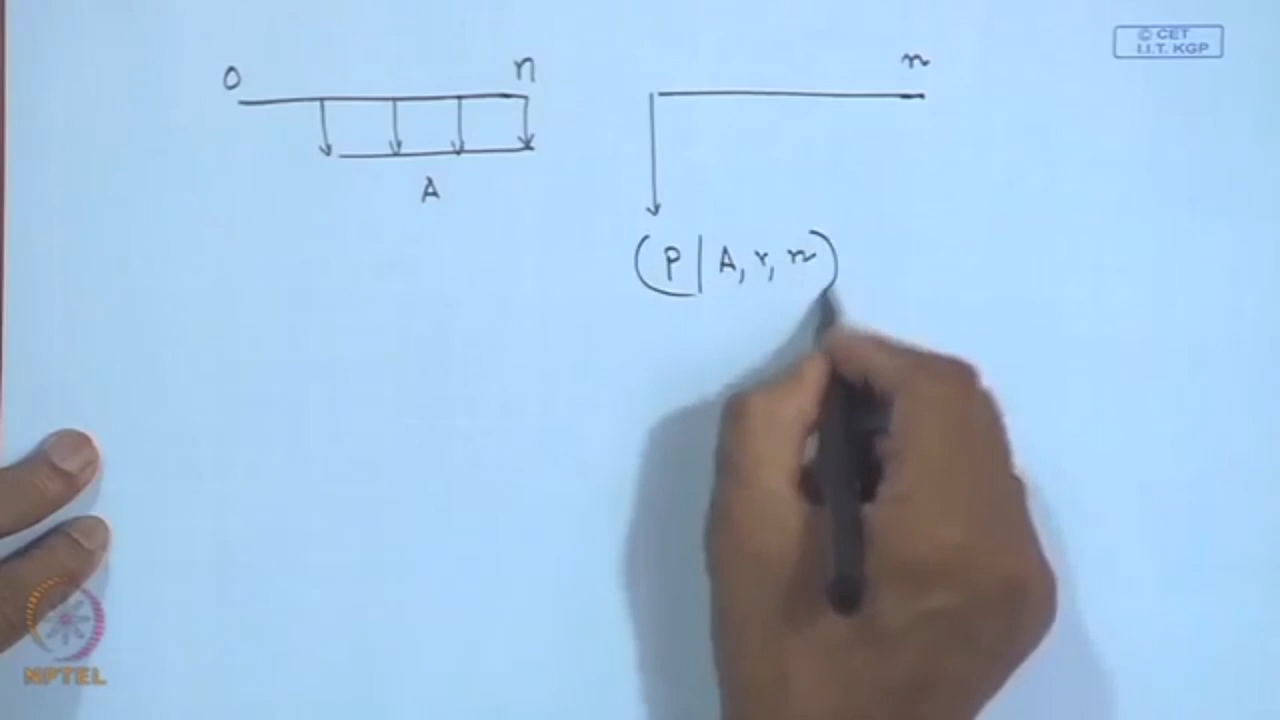 © CET
I.I.T. KGP
0 n n
A
(P | A, r, n)
NPTEL